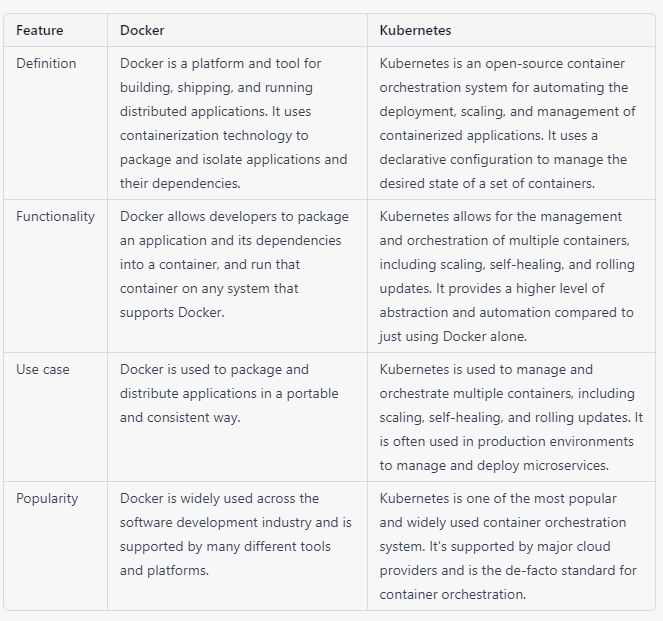 Feature
Docker
Kubernetes
Definition
Docker is a platform and tool for
building, shipping, and running
distributed applications. It uses
containerization technology to
package and isolate applications and
their dependencies.
Kubernetes is an open-source container
orchestration system for automating the
deployment, scaling, and management of
containerized applications. It uses a
declarative configuration to manage the
desired state of a set of containers.
Functionality
Docker allows developers to package
an application and its dependencies
into a container, and run that
container on any system that
supports Docker.
Kubernetes allows for the management
and orchestration of multiple containers,
including scaling, self-healing, and rolling
updates. It provides a higher level of
abstraction and automation compared to
just using Docker alone.
Use case
Docker is used to package and
distribute applications in a portable
and consistent way.
Kubernetes is used to manage and
orchestrate multiple containers, including
scaling, self-healing, and rolling updates. It
is often used in production environments
to manage and deploy microservices.
Popularity
Docker is widely used across the
software development industry and is
supported by many different tools
and platforms.
Kubernetes is one of the most popular
and widely used container orchestration
system. It's supported by major cloud
providers and is the de-facto standard for
container orchestration.